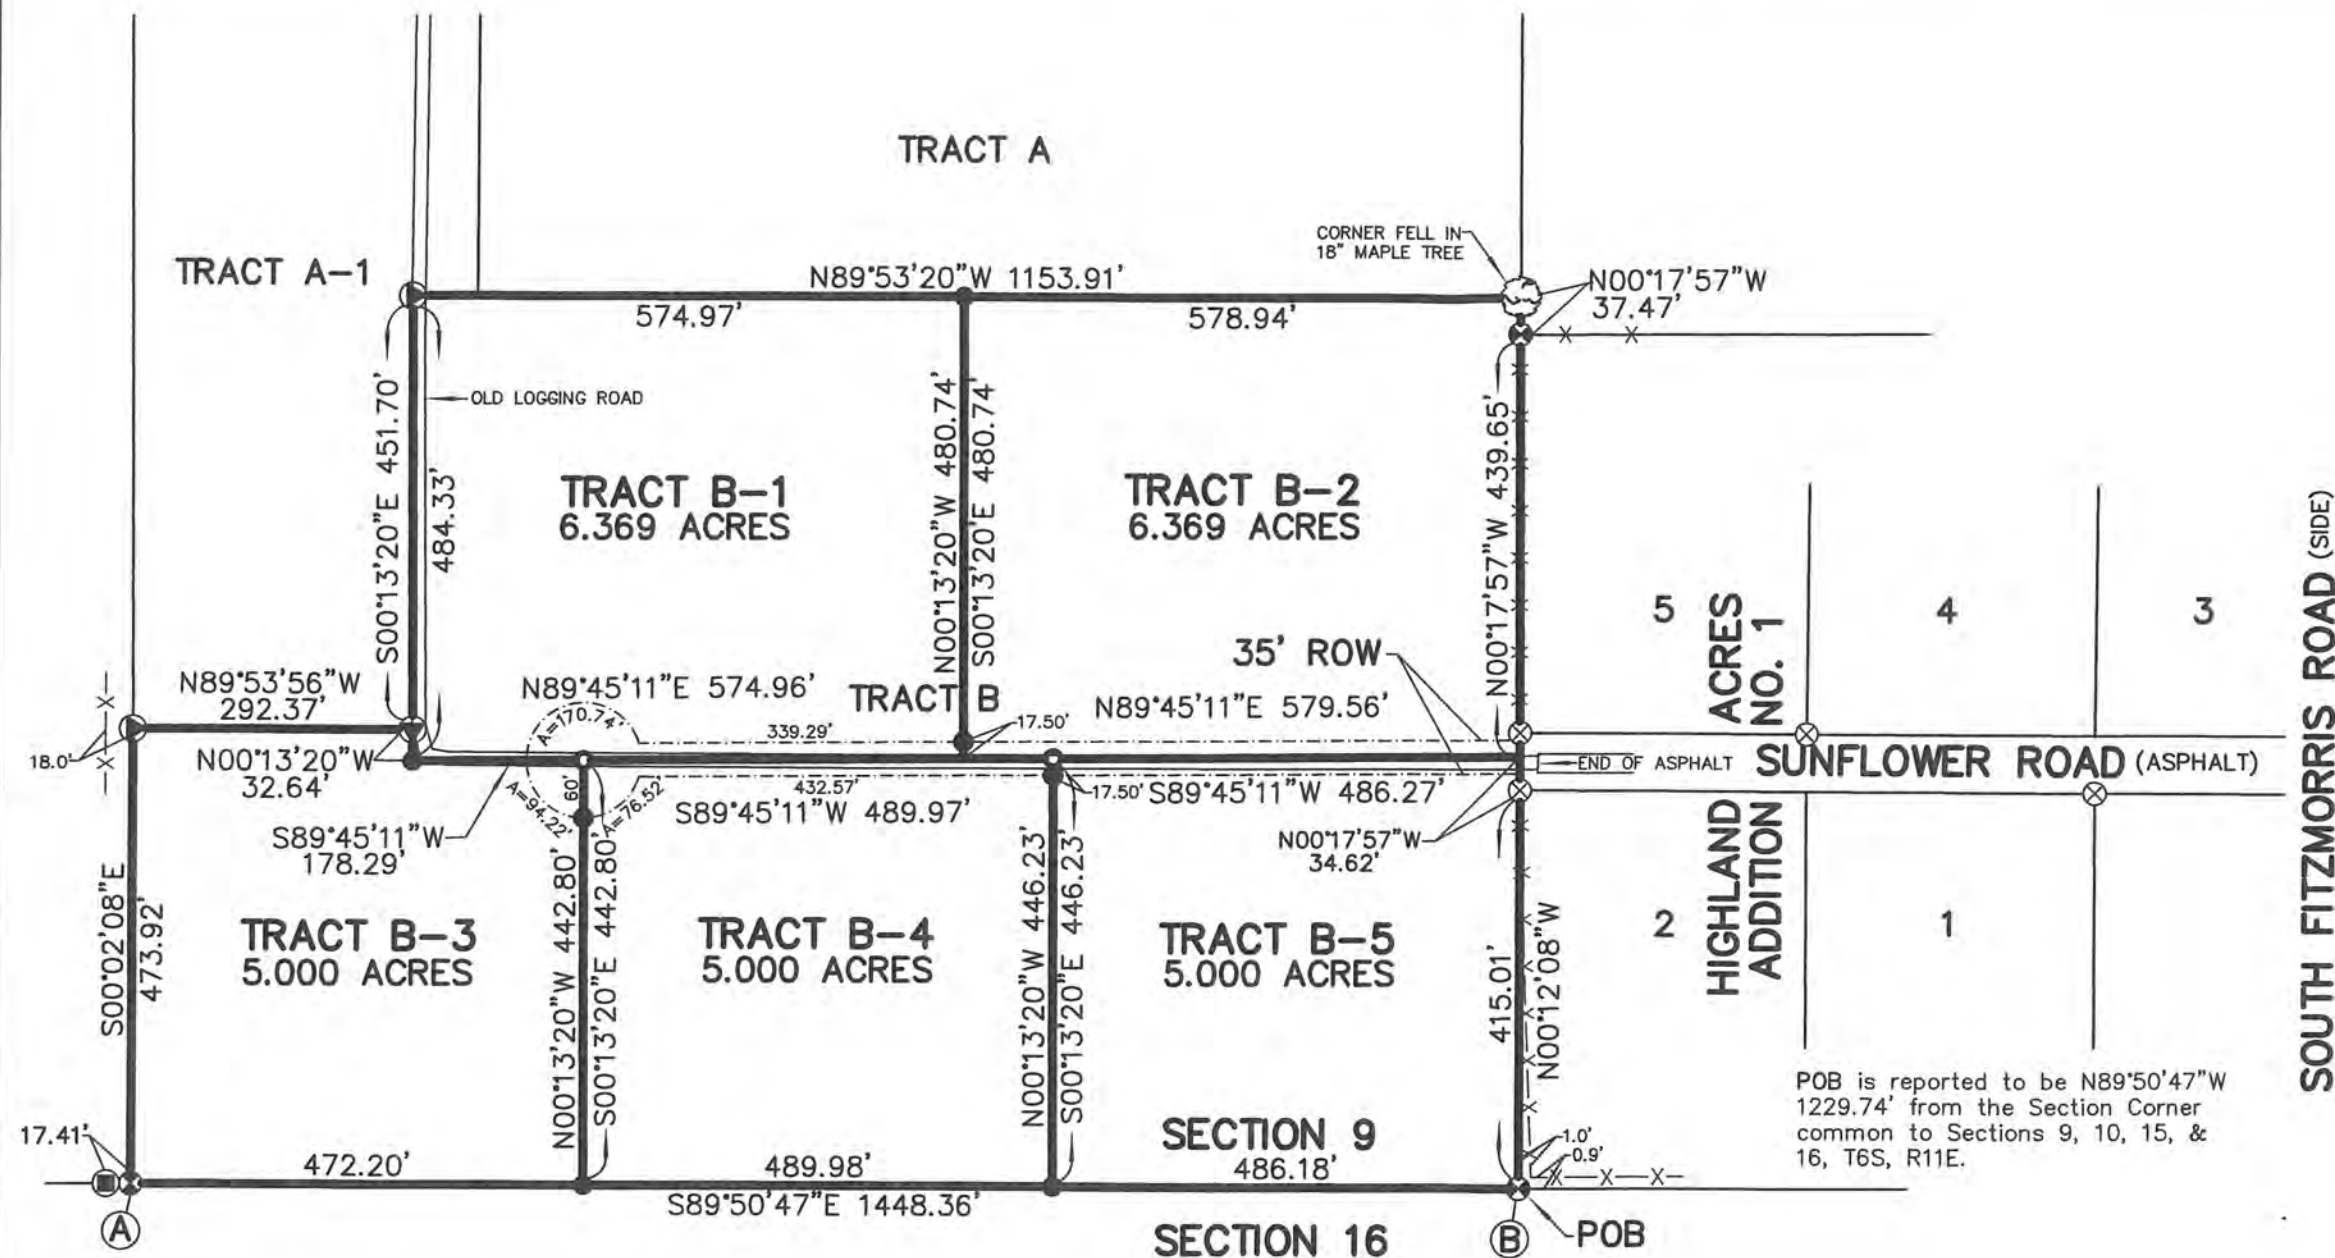 TRACT A
CORNER FELL IN
18" MAPLE TREE
TRACT A-1
N89°53'20"W 1153.91'
N00°17'57"W
37.47'
574.97'
578.94'
S00°13'20"E 451.70'
484.33'
OLD LOGGING ROAD
N00°13'20"W 480.74'
S00°13'20"E 480.74'
N00°17'57"W 439.65'
TRACT B-1
6.369 ACRES
TRACT B-2
6.369 ACRES
SOUTH FITZMORRIS ROAD (SIDE)
5
4
3
HIGHLAND ACRES
ADDITION NO. 1
35' ROW
N89°53'56"W
292.37'
N89°45'11"E 574.96'
TRACT B
N89°45'11"E 579.56'
A=170.74'
339.29'
17.50'
18.0'
N00°13'20"W
32.64'
END OF ASPHALT
SUNFLOWER ROAD (ASPHALT)
60'
A=94.22'
A=76.52'
432.57'
S89°45'11"W 489.97'
17.50'
S89°45'11"W 486.27'
S89°45'11"W
178.29'
N00°17'57"W
34.62'
S00°02'08"E
473.92'
N00°13'20"W 442.80'
S00°13'20"E 442.80'
N00°13'20"W 446.23'
S00°13'20"E 446.23'
415.01'
N00°12'08"W
TRACT B-3
5.000 ACRES
TRACT B-4
5.000 ACRES
TRACT B-5
5.000 ACRES
2
1
POB is reported to be N89°50'47"W
1229.74' from the Section Corner
common to Sections 9, 10, 15, &
16, T6S, R11E.
17.41'
SECTION 9
1.0'
0.9'
472.20'
489.98'
486.18'
S89°50'47"E 1448.36'
A
SECTION 16
B
POB